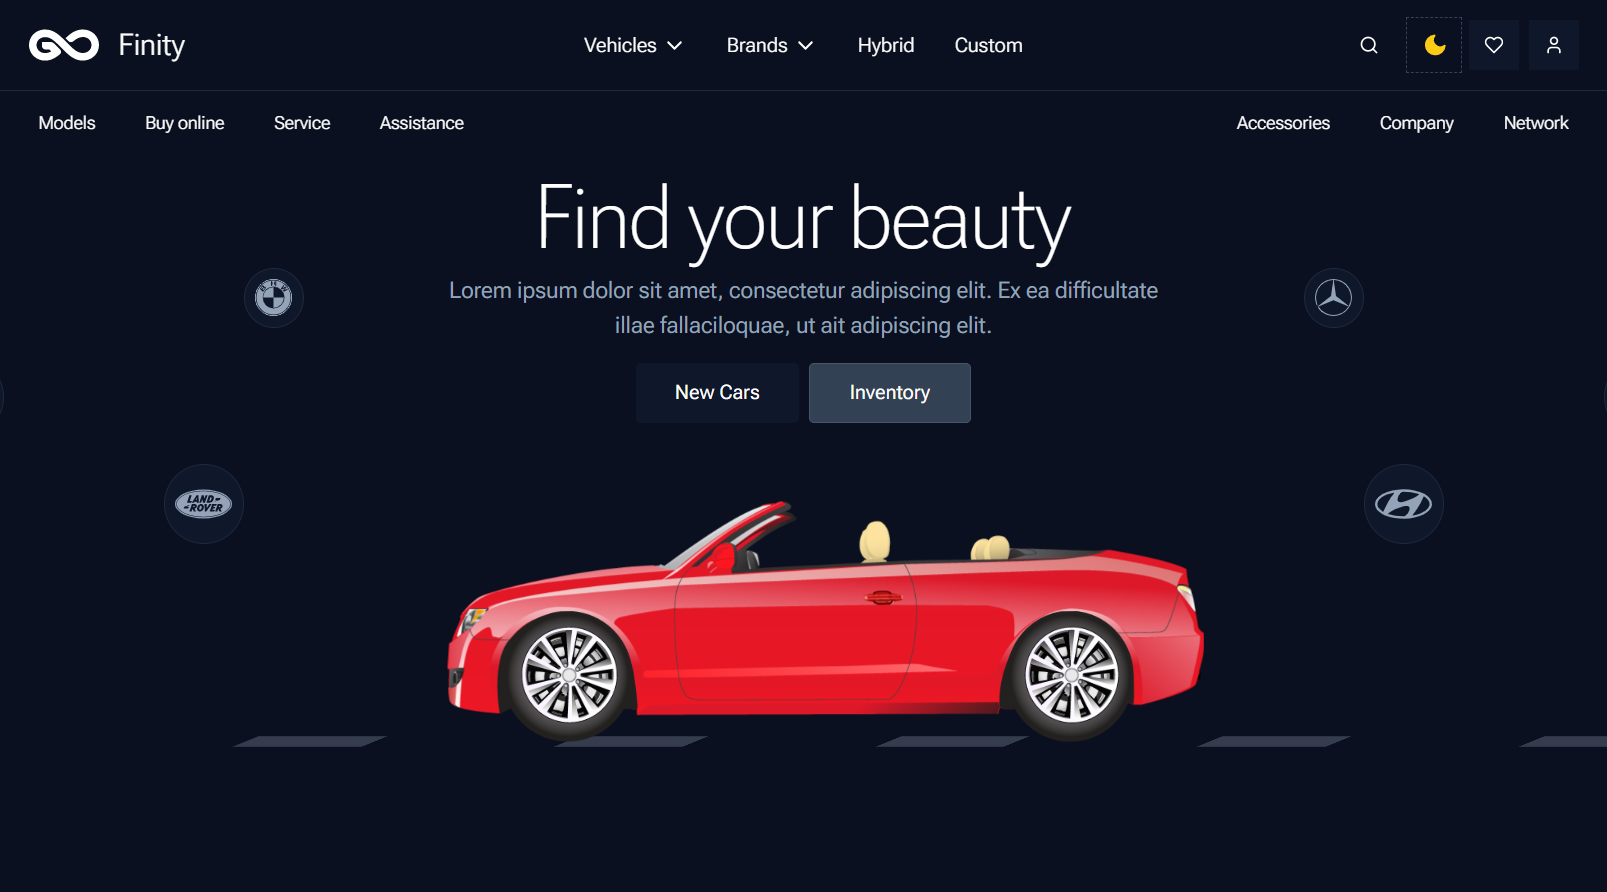 Finity
Vehicles
Brands
Hybrid
Custom
Models
Buy online
Service
Assistance
Accessories
Company
Network
Find your beauty
Lorem ipsum dolor sit amet, consectetur adipiscing elit. Ex ea difficultate
illae fallaciloquae, ut ait adipiscing elit.
BMW
New Cars
Inventory
LAND-
-ROVER